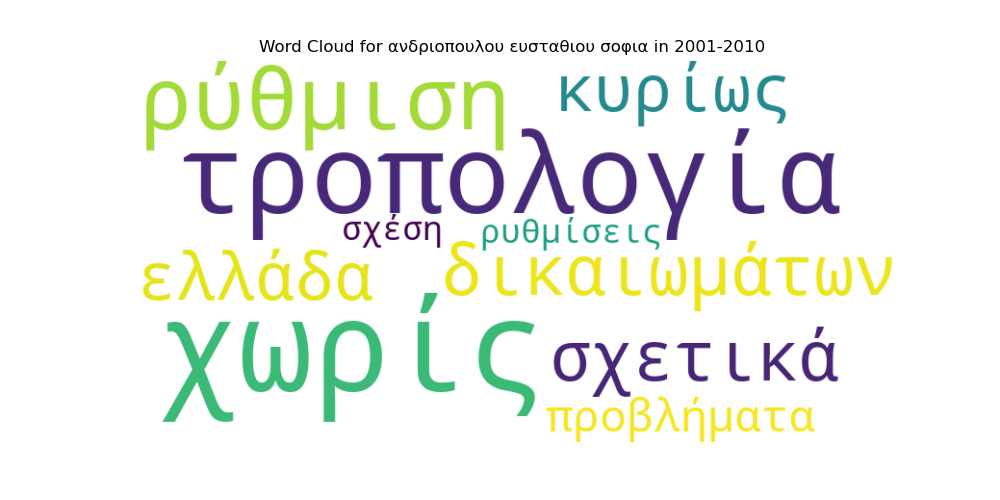 Word Cloud for ανδριοπουλου ευσταθιου σοφια in 2001-2010
ρύθμιση κυρίως
τροπολογία
σχέση ρυθμίσεις
ελλάδα δικαιωμάτων
χωρίς σχετικά
προβλήματα